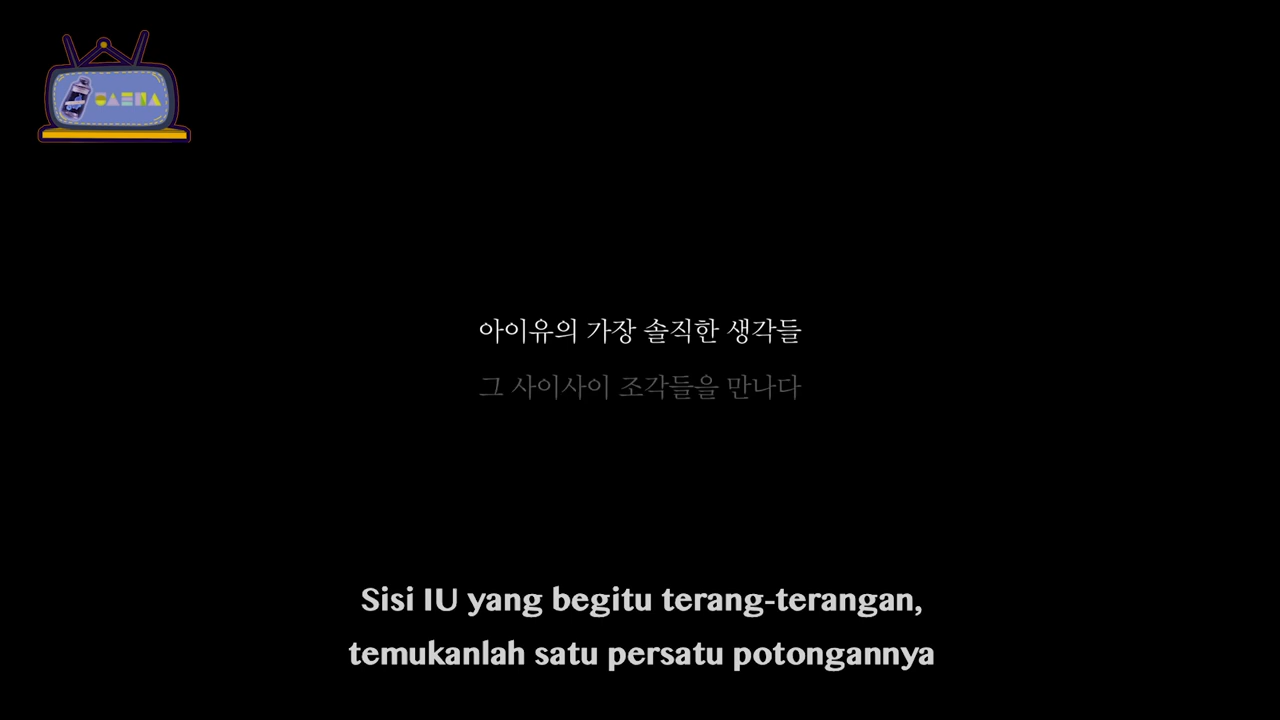 UAENA
아이유의 가장 솔직한 생각들
그 사이사이 조각들을 만나다
Sisi IU yang begitu terang-terangan,
temukanlah satu persatu potongannya